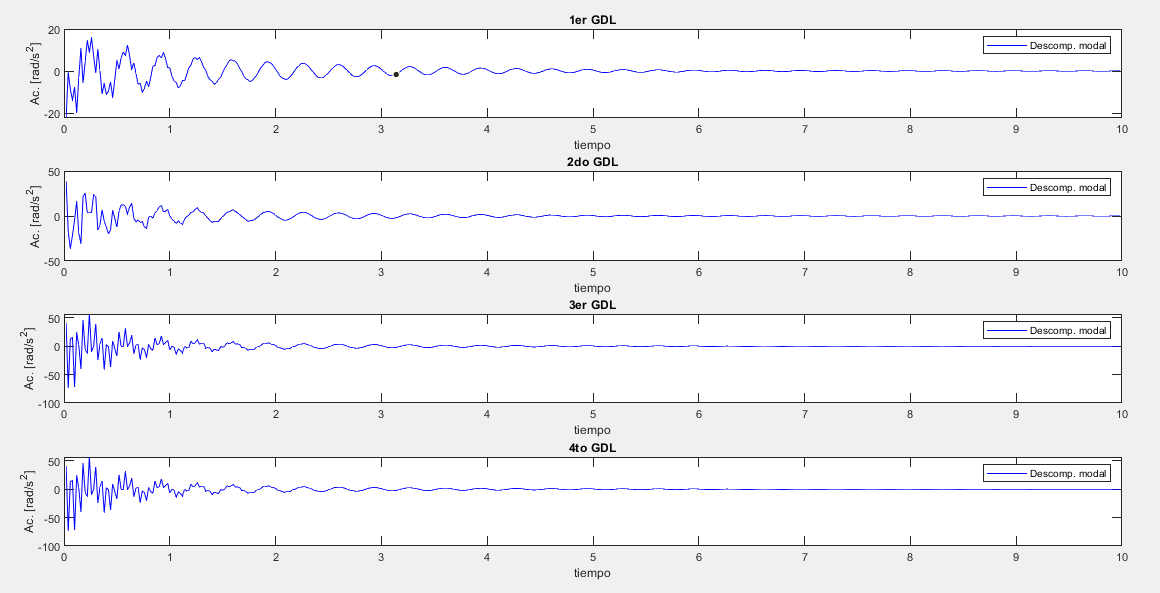 1er GDL
20
0
-20
Ac. [rad/s²]
Descomp. modal
0 1 2 3 4 5 6 7 8 9 10
tiempo
2do GDL
50
0
-50
Ac. [rad/s²]
Descomp. modal
0 1 2 3 4 5 6 7 8 9 10
tiempo
3er GDL
50
0
-50
-100
Ac. [rad/s²]
Descomp. modal
0 1 2 3 4 5 6 7 8 9 10
tiempo
4to GDL
50
0
-50
-100
Ac. [rad/s²]
Descomp. modal
0 1 2 3 4 5 6 7 8 9 10
tiempo